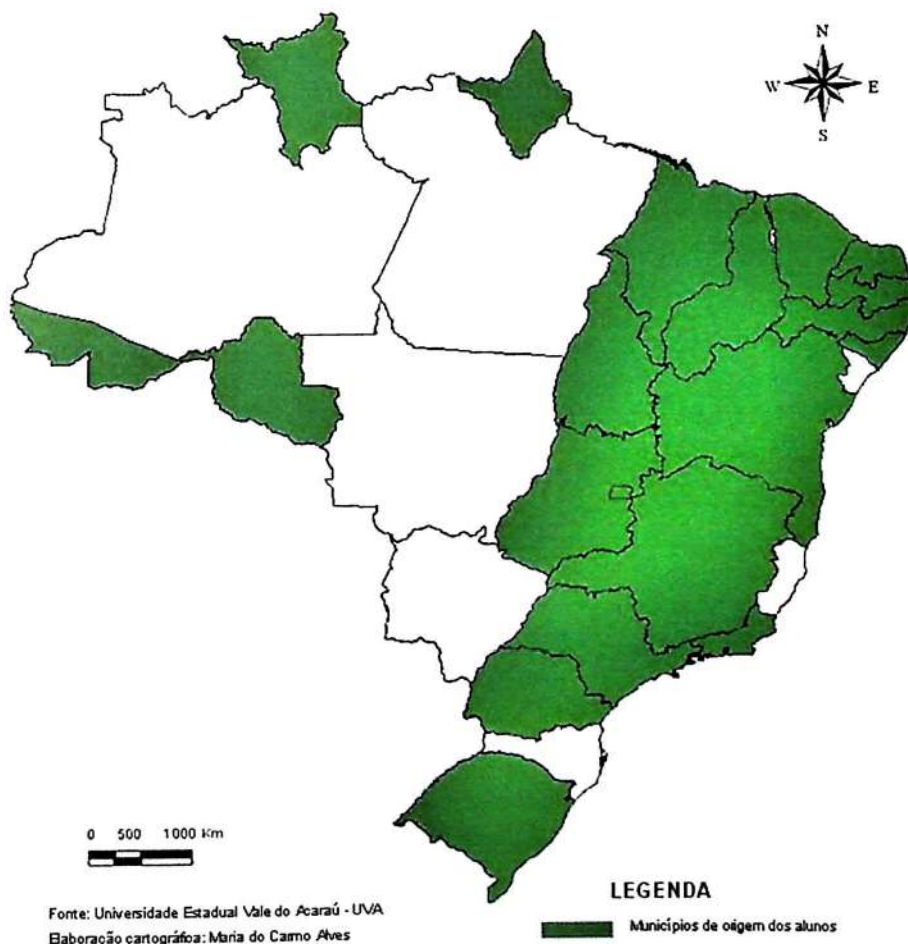 N
W E
S
0 500 1000 Km
LEGENDA
Fonte: Universidade Estadual Vale do Acaraú - UVA
Municípios de origem dos alunos
Elaboração cartográfica: Maria do Carmo Alves